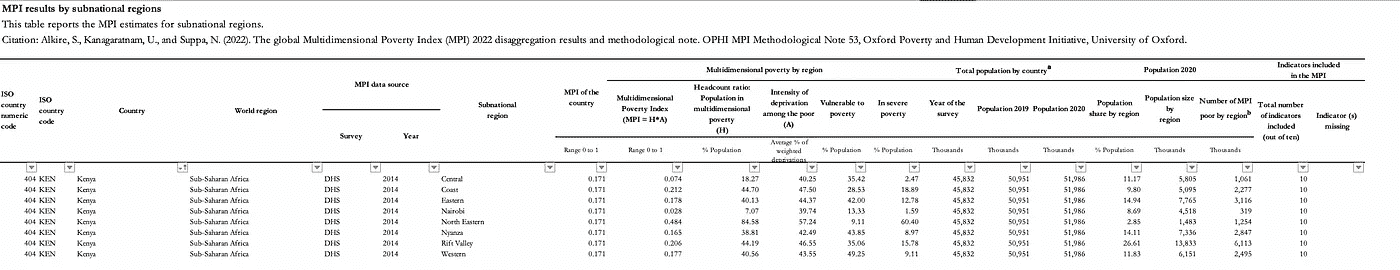 MPI results by subnational regions
This table reports the MPI estimates for subnational regions.
Citation: Alkire, S., Kanagaratnam, U., and Suppa, N. (2022). The global Multidimensional Poverty Index (MPI) 2022 disaggregation results and methodological note. OPHI MPI Methodological Note 53, Oxford Poverty and Human Development Initiative, University of Oxford.
Multidimensional poverty by region Total population by country a Population 2020 Indicators included in the MPI
ISO country numeric code ISO country code Country World region MPI data source Survey Year Subnational region MPI of the country Multidimensional Poverty Index (MPI = H*A) Headcount ratio: Population in multidimensional poverty (H) Intensity of deprivation among the poor (A) Vulnerable to poverty In severe poverty Year of the survey Population 2019 Population 2020 Population share by region Population size by region Number of MPI poor by region b Total number of indicators included (out of ten) Indicator (s) missing
Range 0 to 1 Range 0 to 1 % Population Average % of weighted deprivations % Population % Population Thousands Thousands Thousands % Population Thousands Thousands
404 KEN Kenya Sub-Saharan Africa DHS 2014 Central 0.171 0.074 18.27 40.25 35.42 2.47 45,832 50,951 51,986 11.17 5,805 1,061 10
404 KEN Kenya Sub-Saharan Africa DHS 2014 Coast 0.171 0.212 44.70 47.50 28.53 18.89 45,832 50,951 51,986 9.80 5,095 2,277 10
404 KEN Kenya Sub-Saharan Africa DHS 2014 Eastern 0.171 0.178 40.13 44.37 42.00 12.78 45,832 50,951 51,986 14.94 7,765 3,116 10
404 KEN Kenya Sub-Saharan Africa DHS 2014 Nairobi 0.171 0.028 7.07 39.74 13.33 1.59 45,832 50,951 51,986 8.69 4,518 319 10
404 KEN Kenya Sub-Saharan Africa DHS 2014 North Eastern 0.171 0.484 84.58 57.24 9.11 60.40 45,832 50,951 51,986 2.85 1,483 1,254 10
404 KEN Kenya Sub-Saharan Africa DHS 2014 Nyanza 0.171 0.165 38.81 42.49 43.85 8.97 45,832 50,951 51,986 14.11 7,336 2,847 10
404 KEN Kenya Sub-Saharan Africa DHS 2014 Rift Valley 0.171 0.206 44.19 46.55 35.06 15.78 45,832 50,951 51,986 26.61 13,833 6,113 10
404 KEN Kenya Sub-Saharan Africa DHS 2014 Western 0.171 0.177 40.56 43.55 49.25 9.11 45,832 50,951 51,986 11.83 6,151 2,495 10